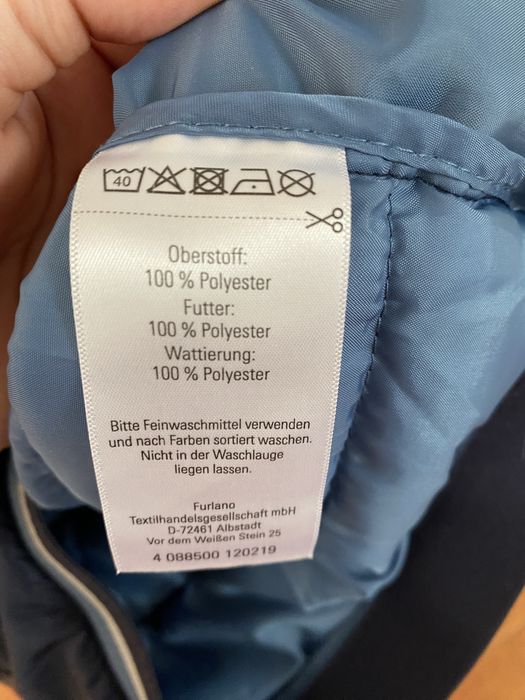 40
Oberstoff:
100 % Polyester
Futter:
100 % Polyester
Wattierung:
100 % Polyester
Bitte Feinwaschmittel verwenden
und nach Farben sortiert waschen.
Nicht in der Waschlauge
liegen lassen.
Furlano
Textilhandelsgesellschaft mbH
D-72461 Albstadt
Vor dem Weißen Stein 25
4 088500 120219